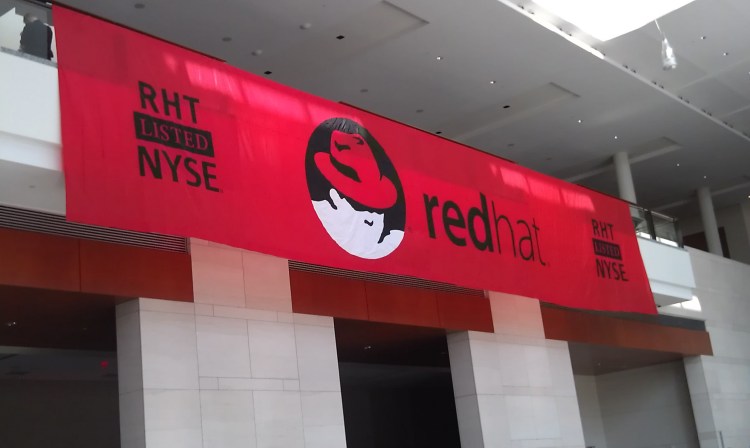 RHT
LISTED
NYSE
redhat.
RHT
LISTED
NYSE